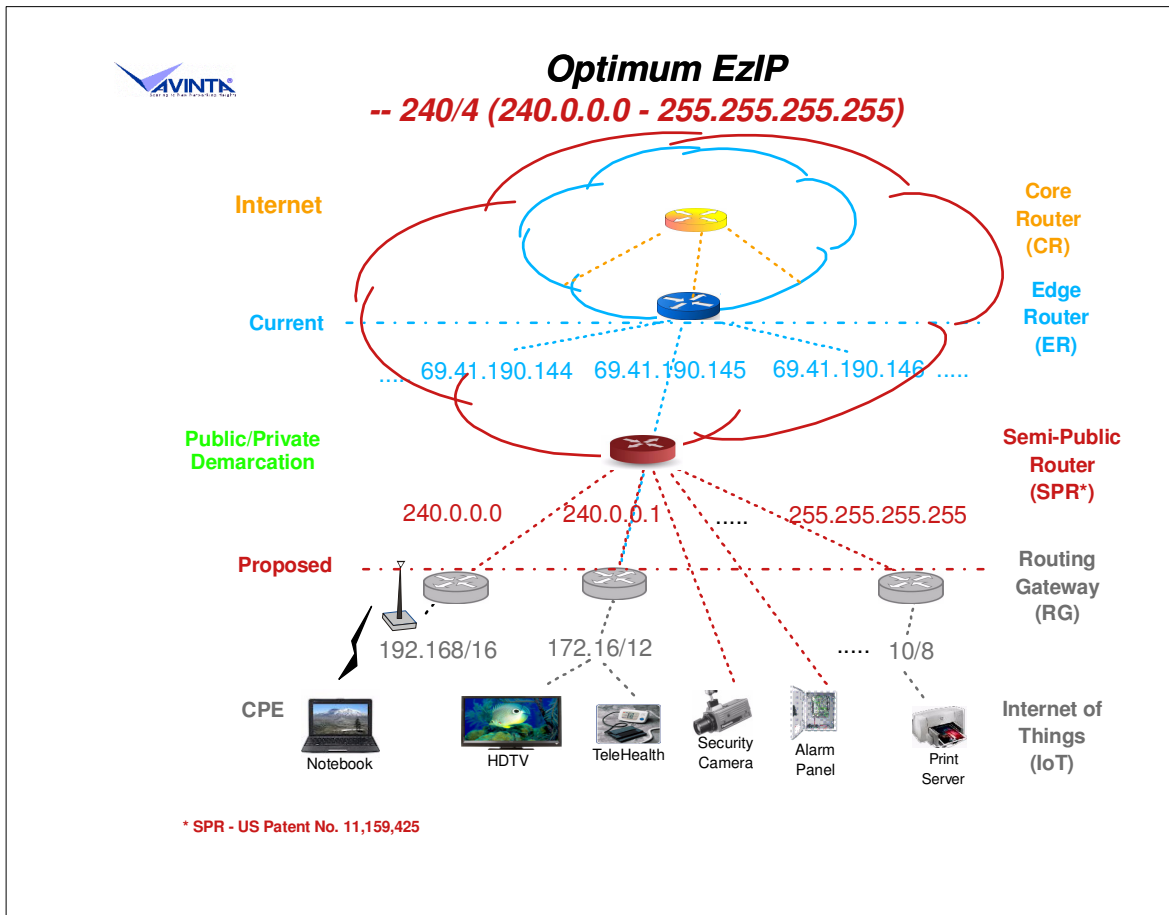 AVINTA®
Optimum EzIP
-- 240/4 (240.0.0.0 - 255.255.255.255)
Internet
Core
Router
(CR)
Current
Edge
Router
(ER)
..... 69.41.190.144 69.41.190.145 69.41.190.146 .....
Public/Private
Demarcation
Semi-Public
Router
(SPR*)
240.0.0.0 240.0.0.1 ..... 255.255.255.255
Proposed
Routing
Gateway
(RG)
192.168/16 172.16/12 ..... 10/8
CPE
Notebook
HDTV
TeleHealth
Security
Camera
Alarm
Panel
Print
Server
Internet of
Things
(IoT)
* SPR - US Patent No. 11,159,425